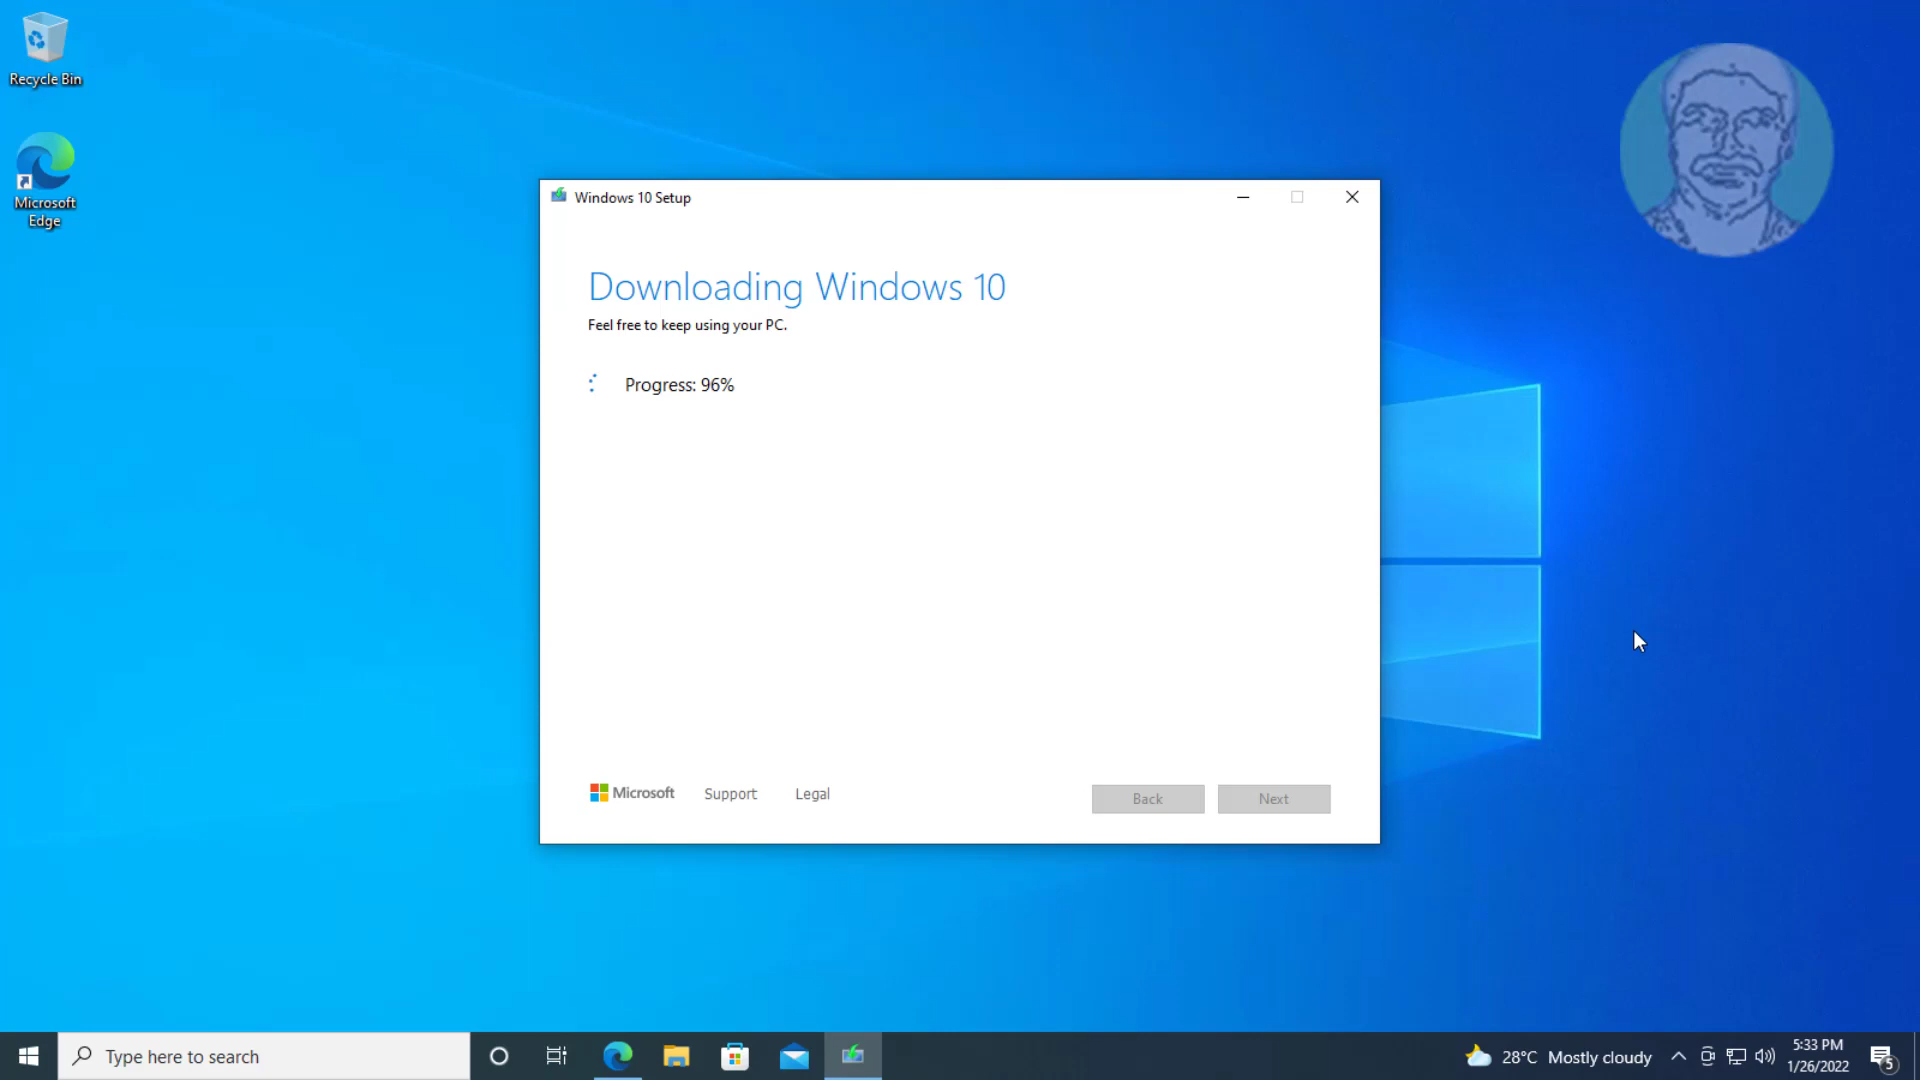 Recycle Bin
Microsoft
Edge
Windows 10 Setup
Downloading Windows 10
Feel free to keep using your PC.
Progress: 96%
Microsoft
Support
Legal
Back
Next
Type here to search
28°C Mostly cloudy
5:33 PM
1/26/2022
5